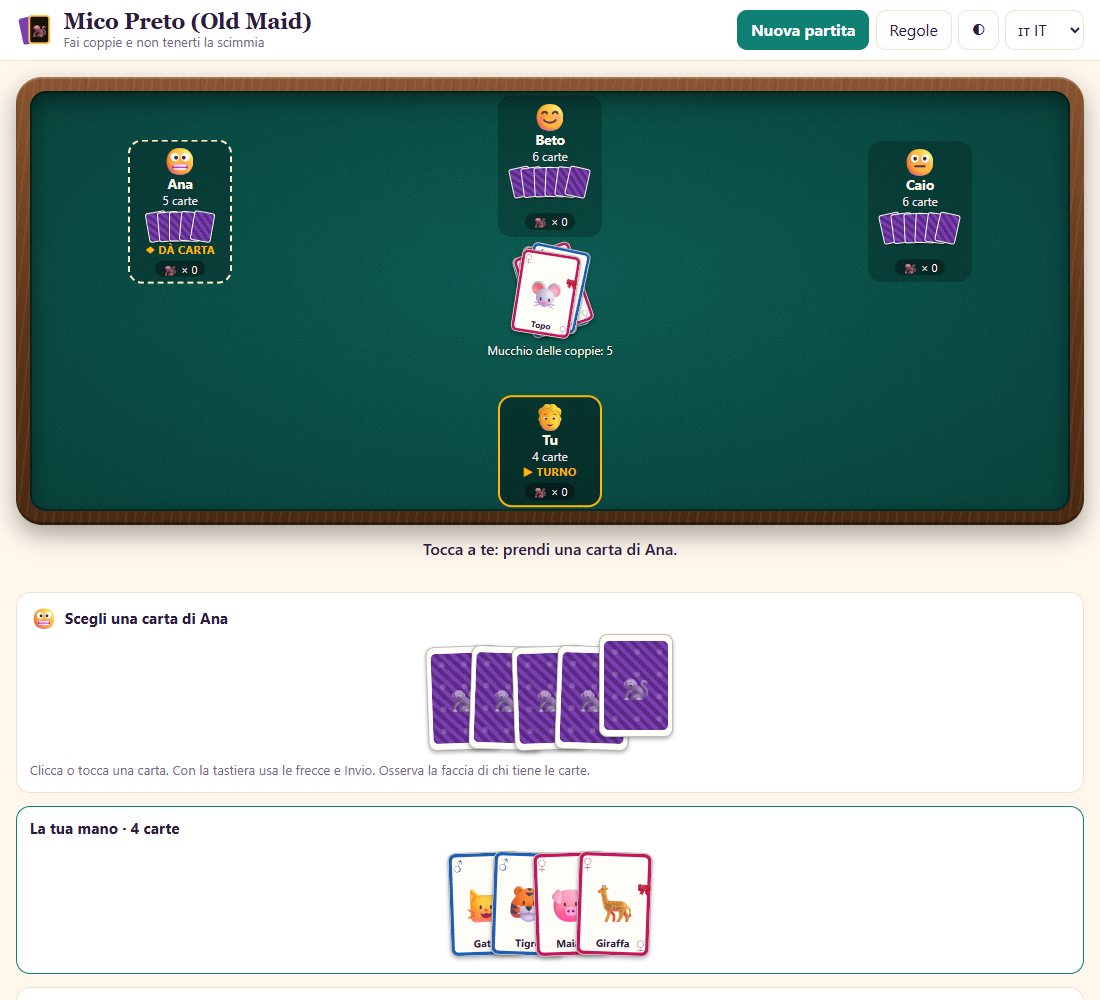 Mico Preto (Old Maid)
Fai coppie e non tenerti la scimmia
Nuova partita
Regole
IT IT
Beto
6 carte
× 0
Ana
5 carte
◆ DÀ CARTA
× 0
Caio
6 carte
× 0
Topo
Mucchio delle coppie: 5
Tu
4 carte
▶ TURNO
× 0
Tocca a te: prendi una carta di Ana.
Scegli una carta di Ana
Clicca o tocca una carta. Con la tastiera usa le frecce e Invio. Osserva la faccia di chi tiene le carte.
La tua mano · 4 carte
Gat
Tigr
Mai
Giraffa